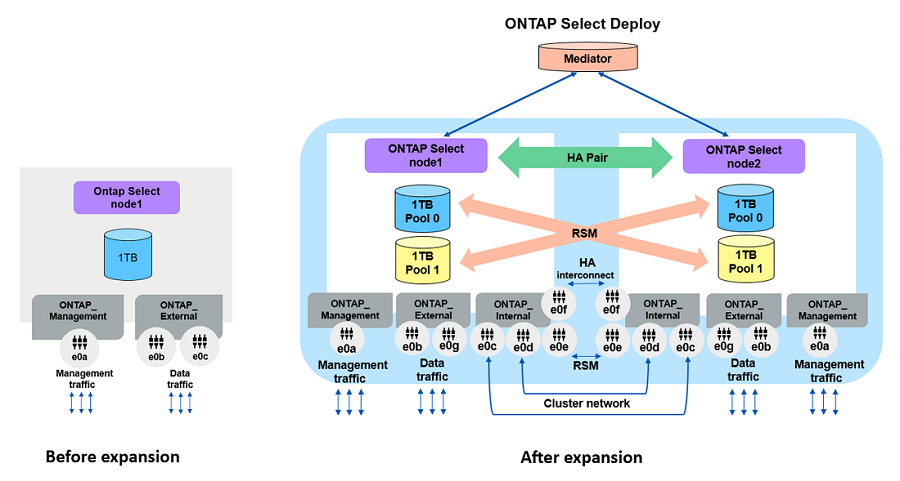 ONTAP Select Deploy
Mediator
Ontap Select
node1
1TB
ONTAP_
Management
ONTAP_
External
e0a
e0b
e0c
Management
traffic
Data
traffic
Before expansion
ONTAP Select
node1
HA Pair
ONTAP Select
node2
1TB
Pool 0
1TB
Pool 0
RSM
1TB
Pool 1
1TB
Pool 1
HA
interconnect
ONTAP_
Management
ONTAP_
External
ONTAP_
Internal
e0f
e0f
ONTAP_
Internal
ONTAP_
External
ONTAP_
Management
e0a
e0b
e0g
e0c
e0d
e0e
e0e
e0d
e0c
e0g
e0b
e0a
Management
traffic
Data
traffic
RSM
Data
traffic
Management
traffic
Cluster network
After expansion